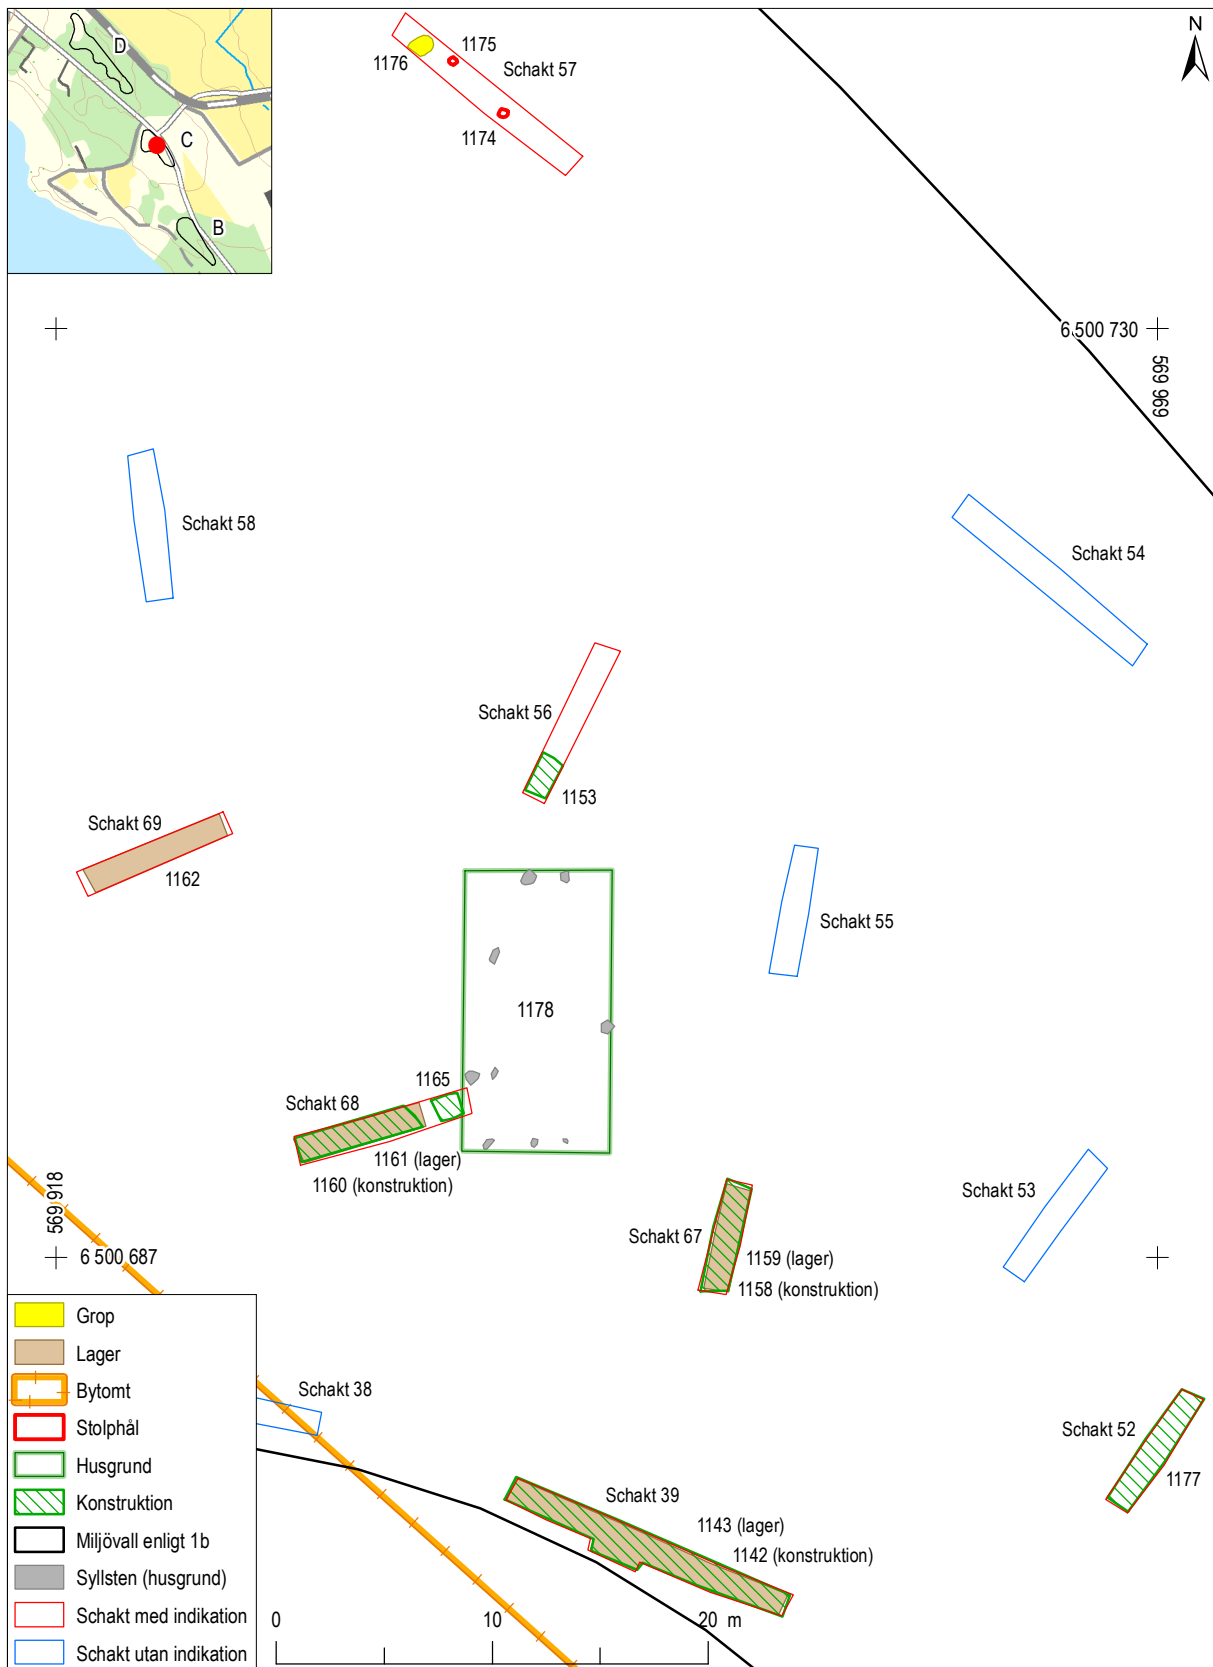 D
C
B
N
1175
1176
Schakt 57
1174
6 500 730
569 969
Schakt 58
Schakt 54
Schakt 56
1153
Schakt 69
1162
Schakt 55
1178
1165
Schakt 68
1161 (lager)
1160 (konstruktion)
Schakt 53
569 918
6 500 687
Schakt 67
1159 (lager)
1158 (konstruktion)
Schakt 38
Schakt 52
1177
Schakt 39
1143 (lager)
1142 (konstruktion)
Grop
Lager
Bytomt
Stolphål
Husgrund
Konstruktion
Miljövall enligt 1b
Syllsten (husgrund)
Schakt med indikation
Schakt utan indikation
0 10 20 m